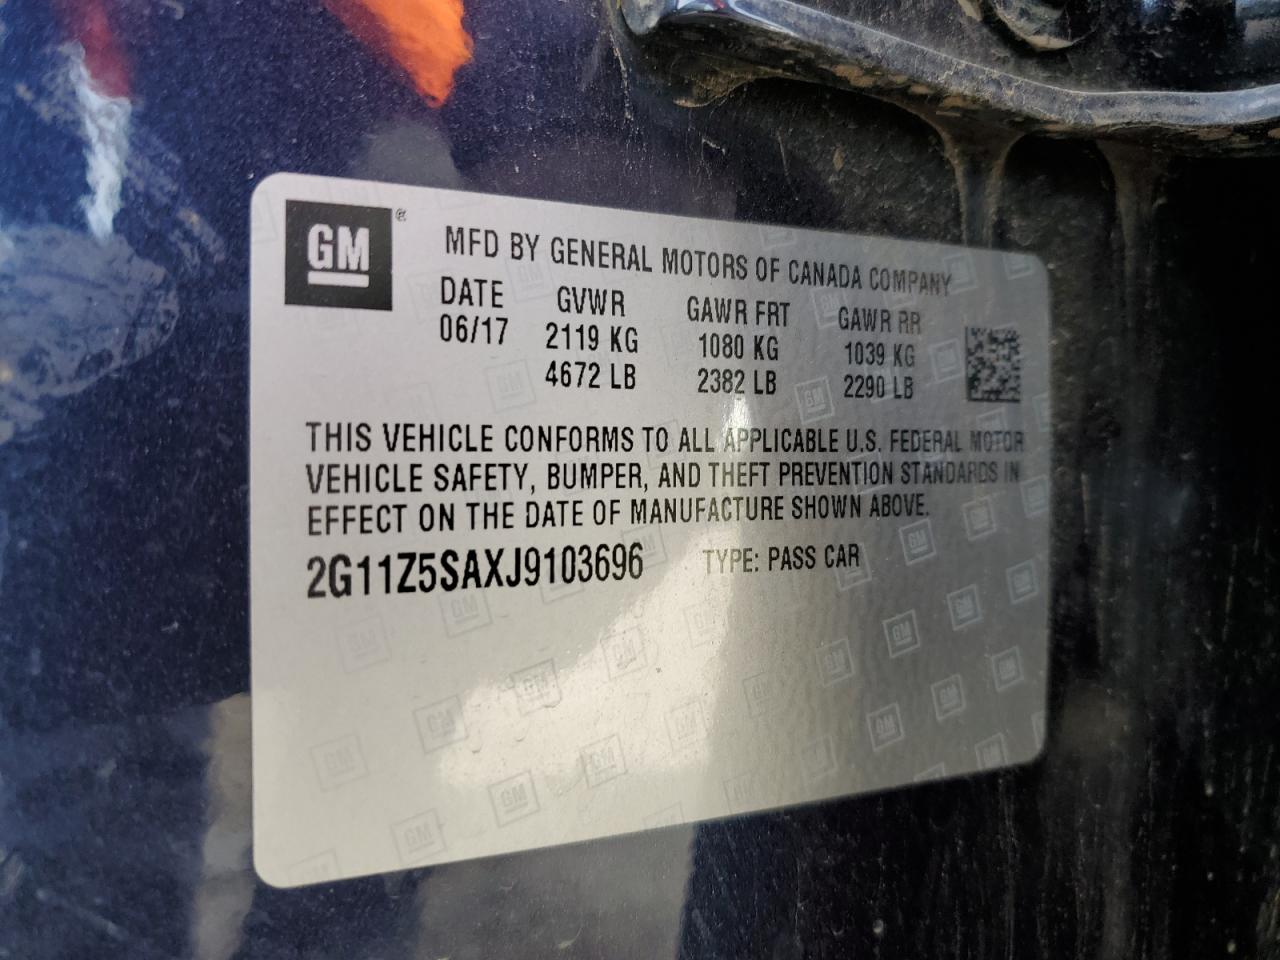 GM ®
MFD BY GENERAL MOTORS OF CANADA COMPANY
DATE GVWR GAWR FRT GAWR RR
06/17 2119 KG 1080 KG 1039 KG
4672 LB 2382 LB 2290 LB
THIS VEHICLE CONFORMS TO ALL APPLICABLE U.S. FEDERAL MOTOR
VEHICLE SAFETY, BUMPER, AND THEFT PREVENTION STANDARDS IN
EFFECT ON THE DATE OF MANUFACTURE SHOWN ABOVE.
2G11Z5SAXJ9103696 TYPE: PASS CAR